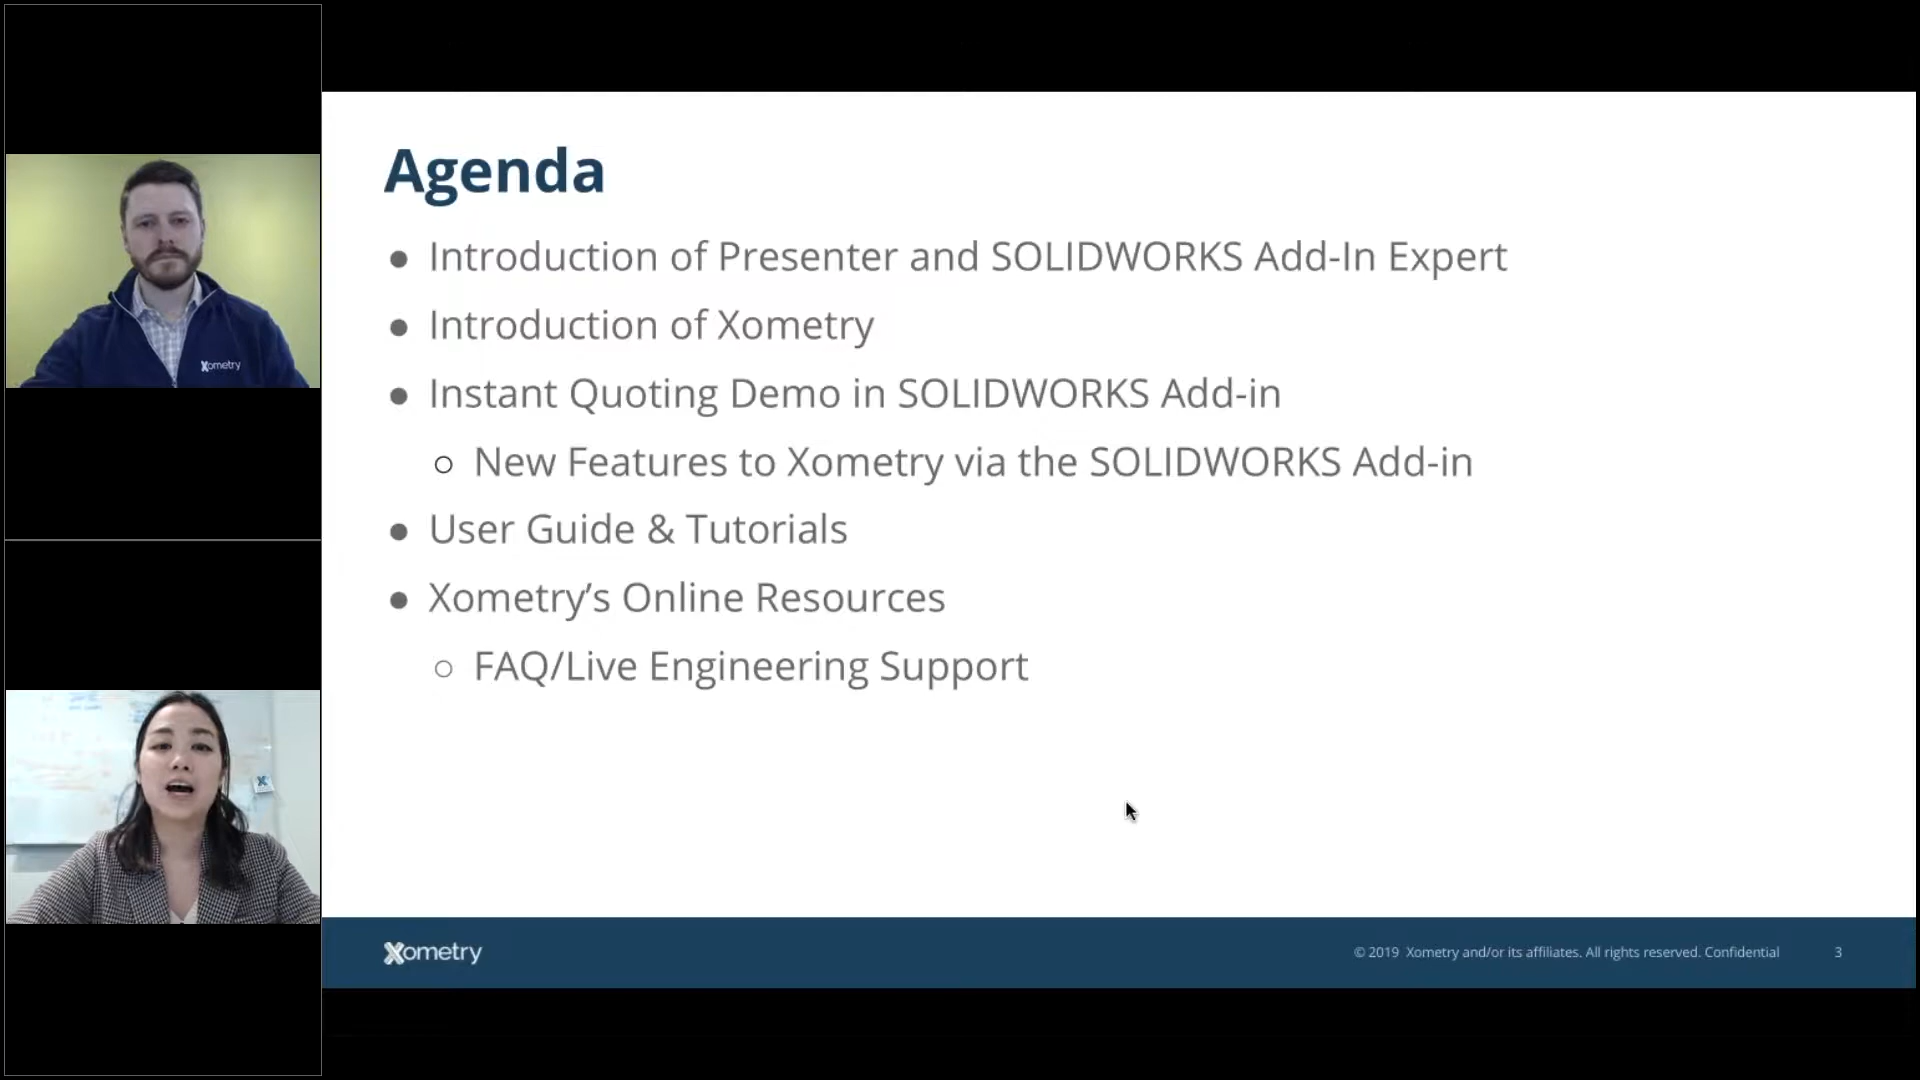 Agenda
● Introduction of Presenter and SOLIDWORKS Add-In Expert
● Introduction of Xometry
● Instant Quoting Demo in SOLIDWORKS Add-in
○ New Features to Xometry via the SOLIDWORKS Add-in
● User Guide & Tutorials
● Xometry’s Online Resources
○ FAQ/Live Engineering Support
Xometry
Xometry
© 2019 Xometry and/or its affiliates. All rights reserved. Confidential 3